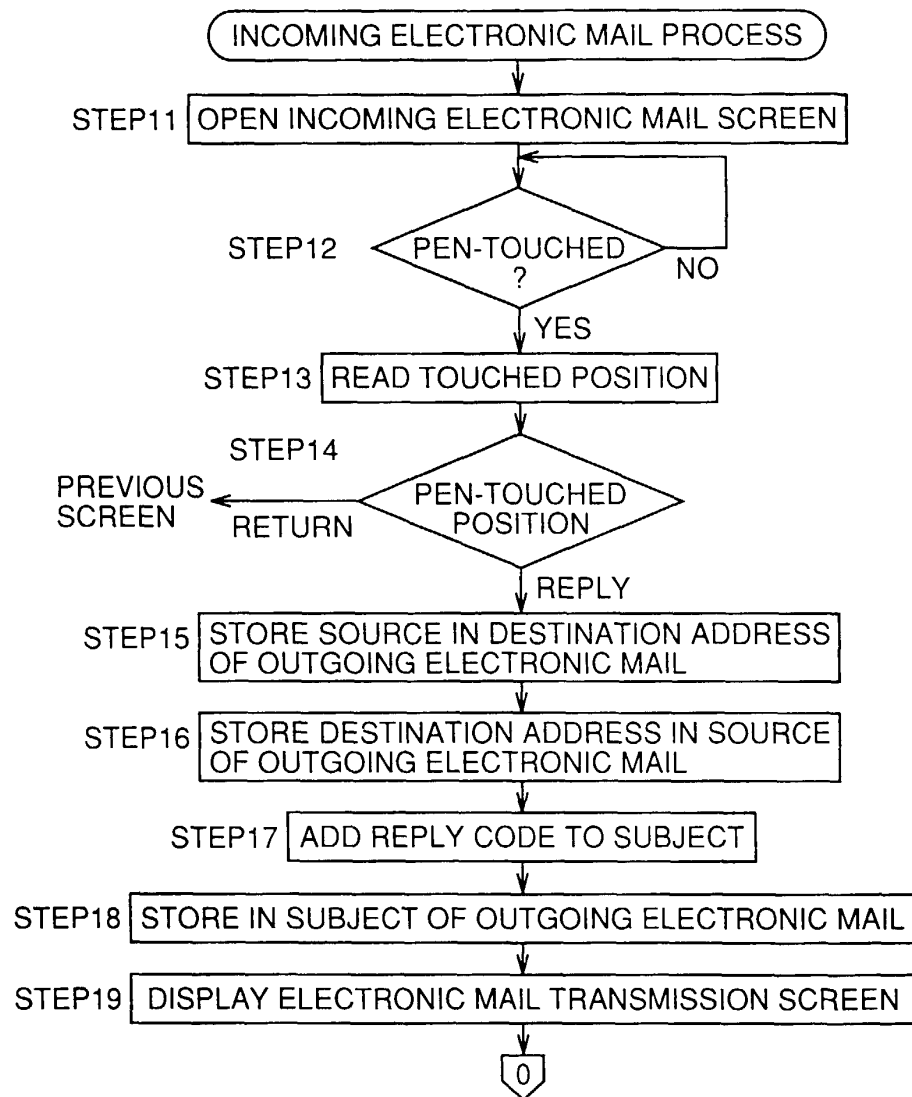 INCOMING ELECTRONIC MAIL PROCESS
STEP11 OPEN INCOMING ELECTRONIC MAIL SCREEN
STEP12 PEN-TOUCHED
?
NO
YES
STEP13 READ TOUCHED POSITION
STEP14
PREVIOUS
SCREEN
RETURN
PEN-TOUCHED
POSITION
REPLY
STEP15 STORE SOURCE IN DESTINATION ADDRESS
OF OUTGOING ELECTRONIC MAIL
STEP16 STORE DESTINATION ADDRESS IN SOURCE
OF OUTGOING ELECTRONIC MAIL
STEP17 ADD REPLY CODE TO SUBJECT
STEP18 STORE IN SUBJECT OF OUTGOING ELECTRONIC MAIL
STEP19 DISPLAY ELECTRONIC MAIL TRANSMISSION SCREEN
0